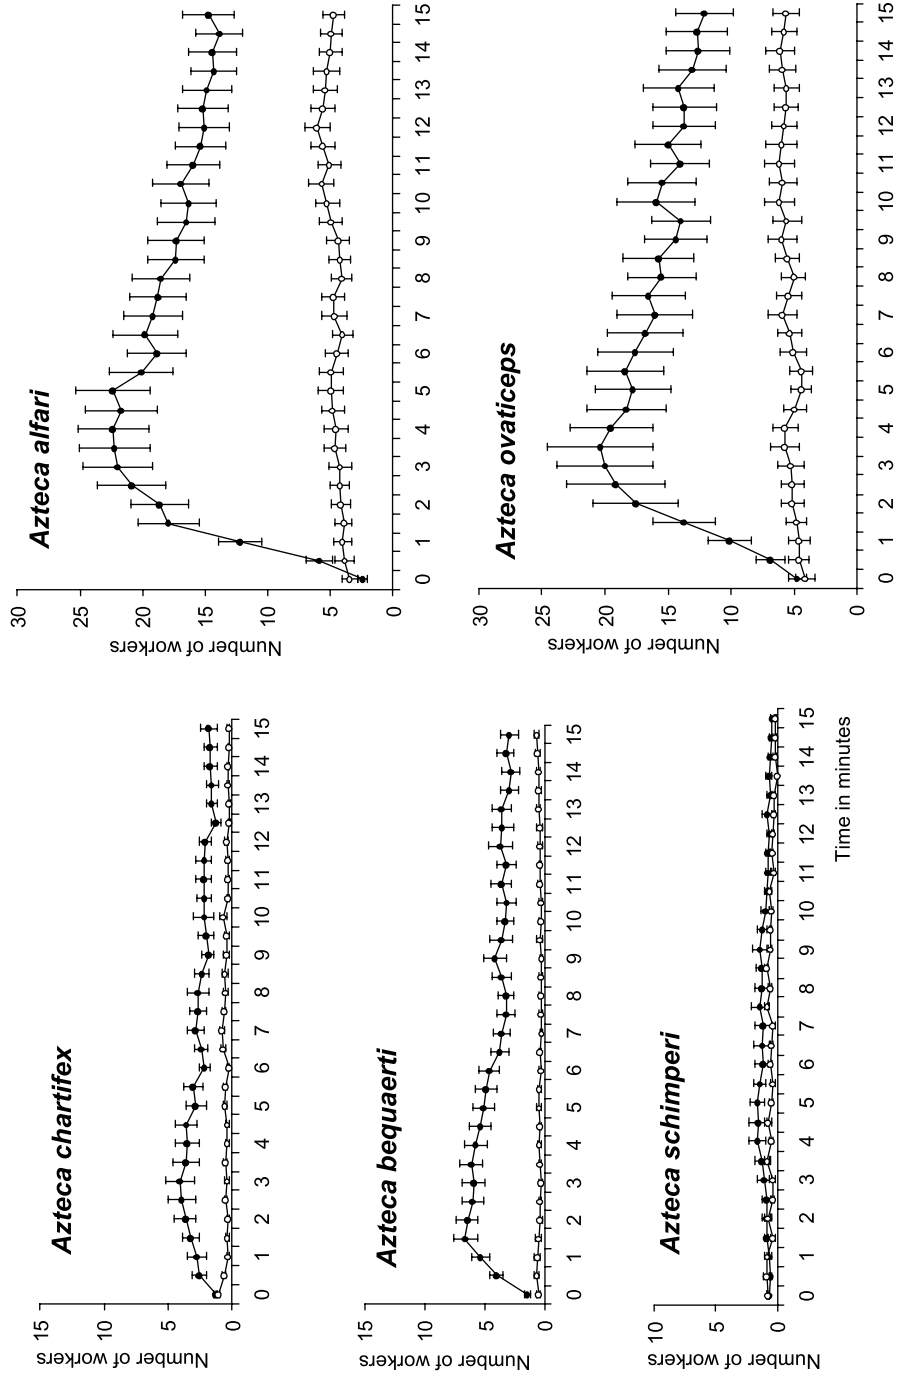 Azteca chartifex
15
10
5
0
Number of workers
0 1 2 3 4 5 6 7 8 9 10 11 12 13 14 15
Azteca bequaerti
15
10
5
0
Number of workers
0 1 2 3 4 5 6 7 8 9 10 11 12 13 14 15
Azteca schimperi
10
5
0
Number of workers
0 1 2 3 4 5 6 7 8 9 10 11 12 13 14 15
Time in minutes
Azteca alfari
30
25
20
15
10
5
0
Number of workers
0 1 2 3 4 5 6 7 8 9 10 11 12 13 14 15
Azteca ovaticeps
30
25
20
15
10
5
0
Number of workers
0 1 2 3 4 5 6 7 8 9 10 11 12 13 14 15